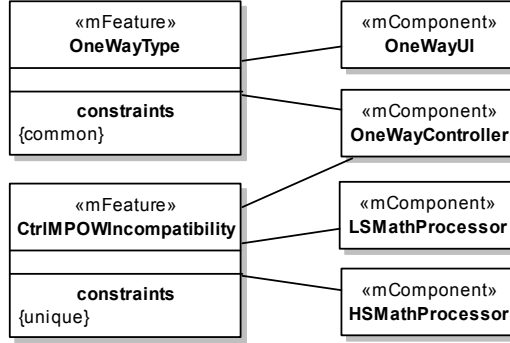 «mFeature»
OneWayType
constraints
{common}
«mComponent»
OneWayUI
«mComponent»
OneWayController
«mFeature»
CtrlMPOWIncompatibility
constraints
{unique}
«mComponent»
LSMathProcessor
«mComponent»
HSMathProcessor